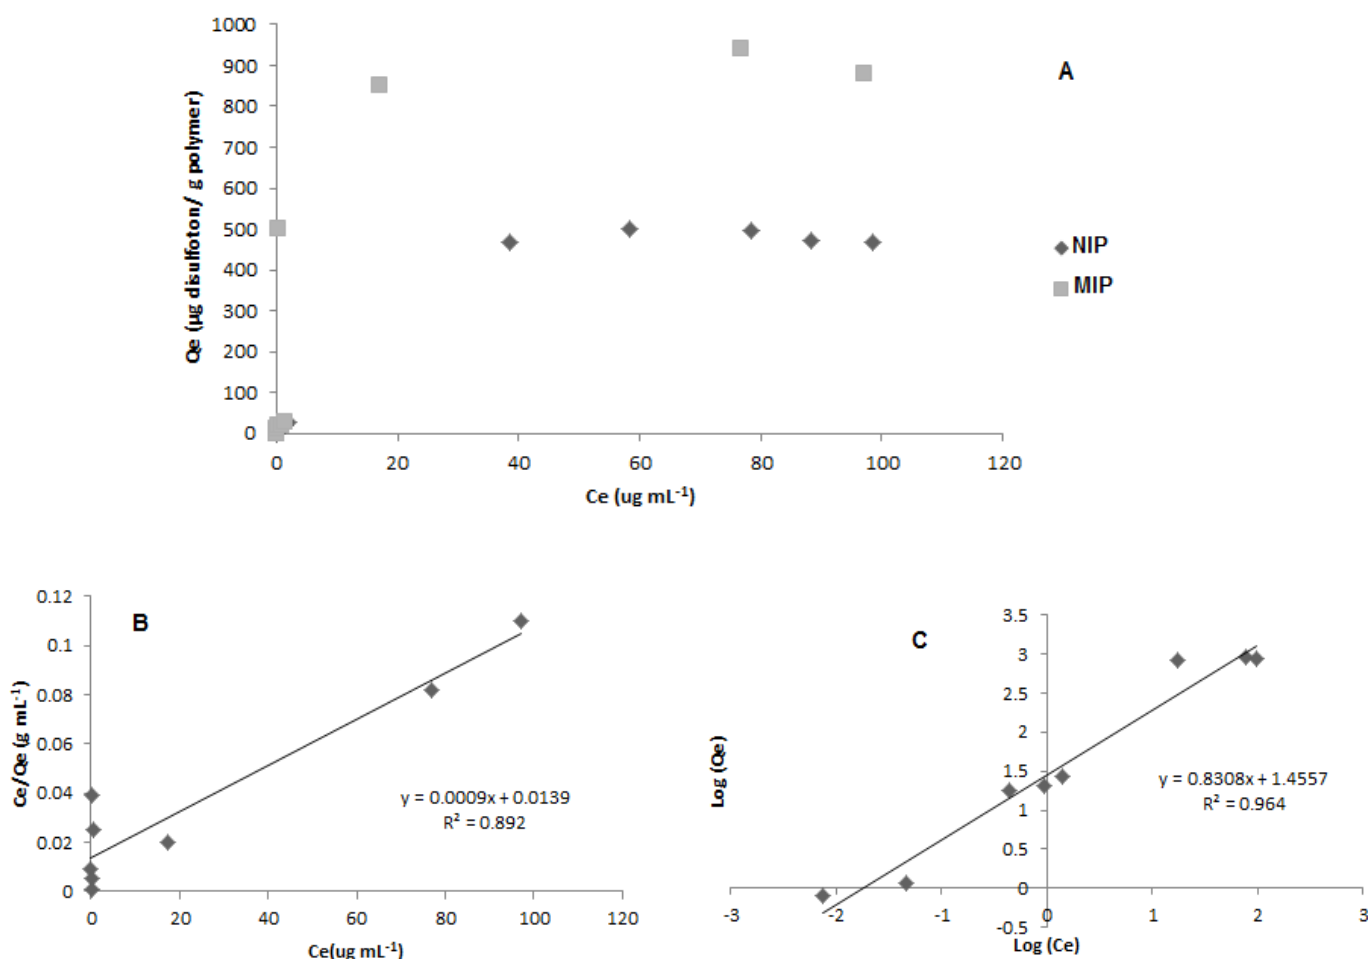 1000
900
800
700
600
500
400
300
200
100
0
Qe (µg disulfoton/ g polymer)
0 20 40 60 80 100 120
Ce (ug mL⁻¹)
A
NIP
MIP
0.12
0.1
0.08
0.06
0.04
0.02
0
Ce/Qe (g mL⁻¹)
B
y = 0.0009x + 0.0139
R² = 0.892
0 20 40 60 80 100 120
Ce(ug mL⁻¹)
3.5
3
2.5
2
1.5
1
0.5
0
-0.5
Log (Qe)
C
y = 0.8308x + 1.4557
R² = 0.964
-3 -2 -1 0 1 2 3
Log (Ce)